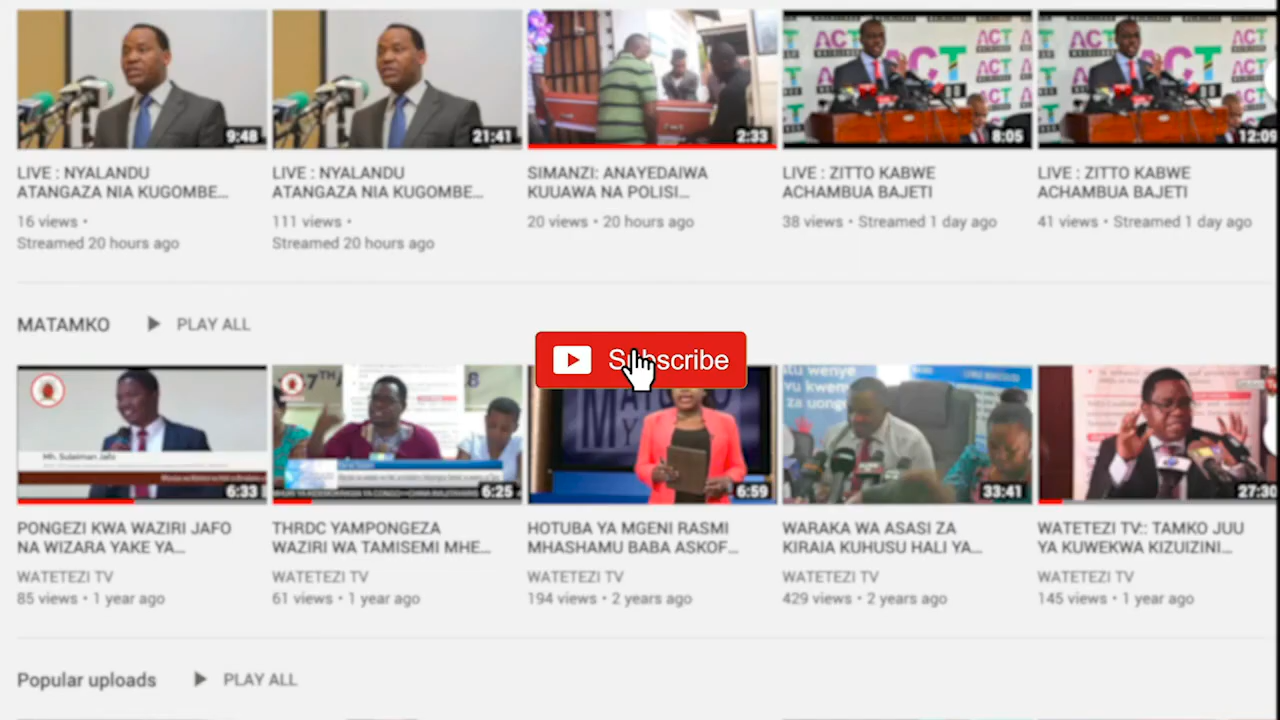 9:48
21:41
2:33
ACT
8:05
ACT
12:09
LIVE : NYALANDU
ATANGAZA NIA KUGOMBE...
16 views •
Streamed 20 hours ago
LIVE : NYALANDU
ATANGAZA NIA KUGOMBE...
111 views •
Streamed 20 hours ago
SIMANZI: ANAYEDAIWA
KUUAWA NA POLISI...
20 views • 20 hours ago
LIVE : ZITTO KABWE
ACHAMBUA BAJETI
38 views • Streamed 1 day ago
LIVE : ZITTO KABWE
ACHAMBUA BAJETI
41 views • Streamed 1 day ago
MATAMKO
PLAY ALL
Subscribe
Mh. Sulaiman Jafo
6:33
6:25
6:59
33:41
27:30
PONGEZI KWA WAZIRI JAFO
NA WIZARA YAKE YA...
WATETEZI TV
85 views • 1 year ago
THRDC YAMPONGEZA
WAZIRI WA TAMISEMI MHE...
WATETEZI TV
61 views • 1 year ago
HOTUBA YA MGENI RASMI
MHASHAMU BABA ASKOF...
WATETEZI TV
194 views • 2 years ago
WARAKA WA ASASI ZA
KIRAIA KUHUSU HALI YA...
WATETEZI TV
429 views • 2 years ago
WATETEZI TV:: TAMKO JUU
YA KUWEKWA KIZUIZINI...
WATETEZI TV
145 views • 1 year ago
Popular uploads
PLAY ALL